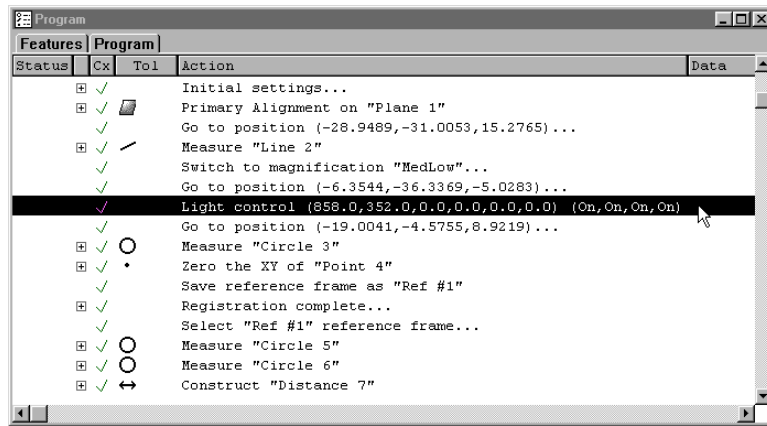 Program
Features Program
Status Cx Tol Action Data
Initial settings...
Primary Alignment on "Plane 1"
Go to position (-28.9489,-31.0053,15.2765)...
Measure "Line 2"
Switch to magnification "MedLow"...
Go to position (-6.3544,-36.3369,-5.0283)...
Light control (858.0,352.0,0.0,0.0,0.0,0.0) (On,On,On,On)
Go to position (-19.0041,-4.5755,8.9219)...
Measure "Circle 3"
Zero the XY of "Point 4"
Save reference frame as "Ref #1"
Registration complete...
Select "Ref #1" reference frame...
Measure "Circle 5"
Measure "Circle 6"
Construct "Distance 7"